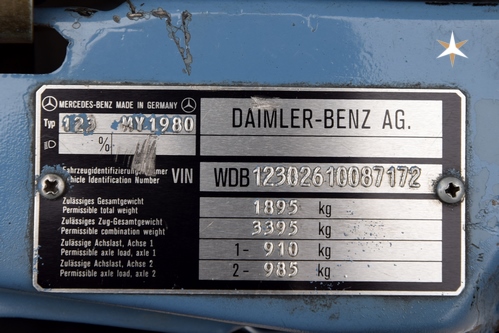 MERCEDES-BENZ MADE IN GERMANY
Typ 123 MY1980
%
DAIMLER-BENZ AG.
Fahrzeugidentifizierungsnummer
Vehicle Identification Number VIN WDB12302610087172
Zulässiges Gesamtgewicht
Permissible total weight 1895 kg
Zulässiges Zug-Gesamtgewicht
Permissible combination weight 3395 kg
Zulässige Achslast, Achse 1
Permissible axle load, axle 1 1- 910 kg
Zulässige Achslast, Achse 2
Permissible axle load, axle 2 2- 985 kg